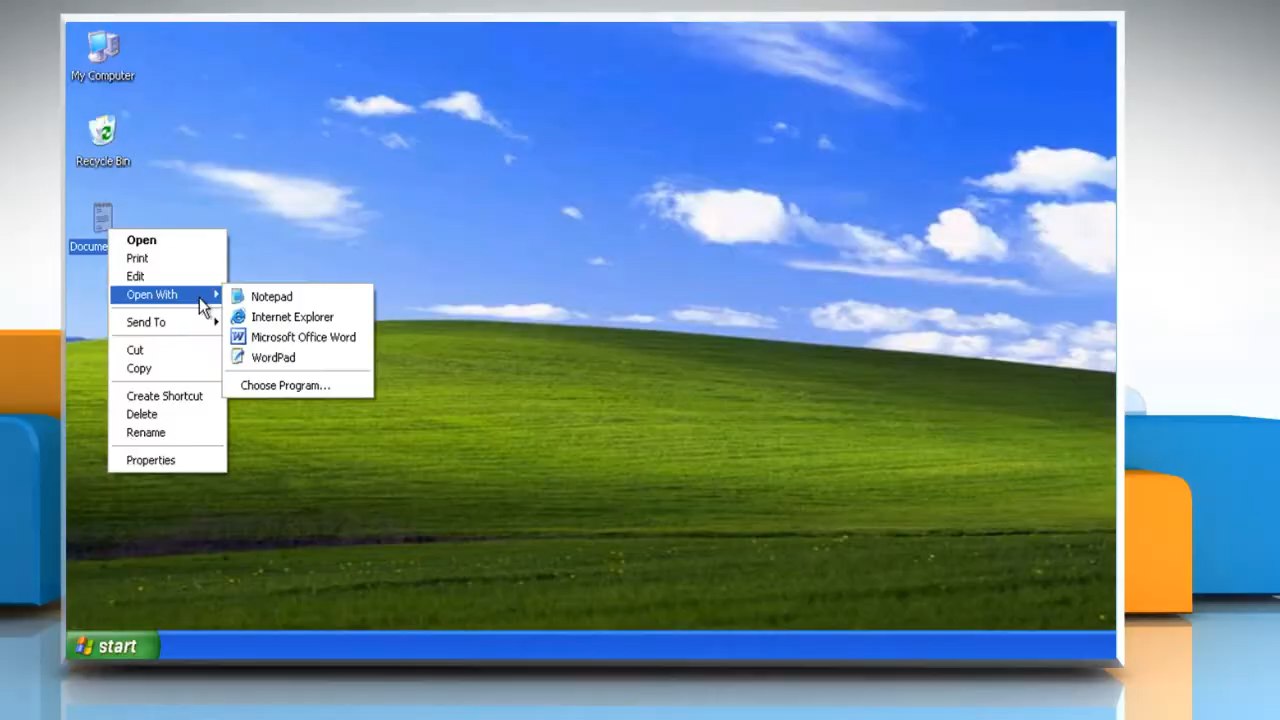 My Computer
Recycle Bin
Open
Print
Edit
Open With
Send To
Cut
Copy
Create Shortcut
Delete
Rename
Properties
Notepad
Internet Explorer
Microsoft Office Word
WordPad
Choose Program...
start